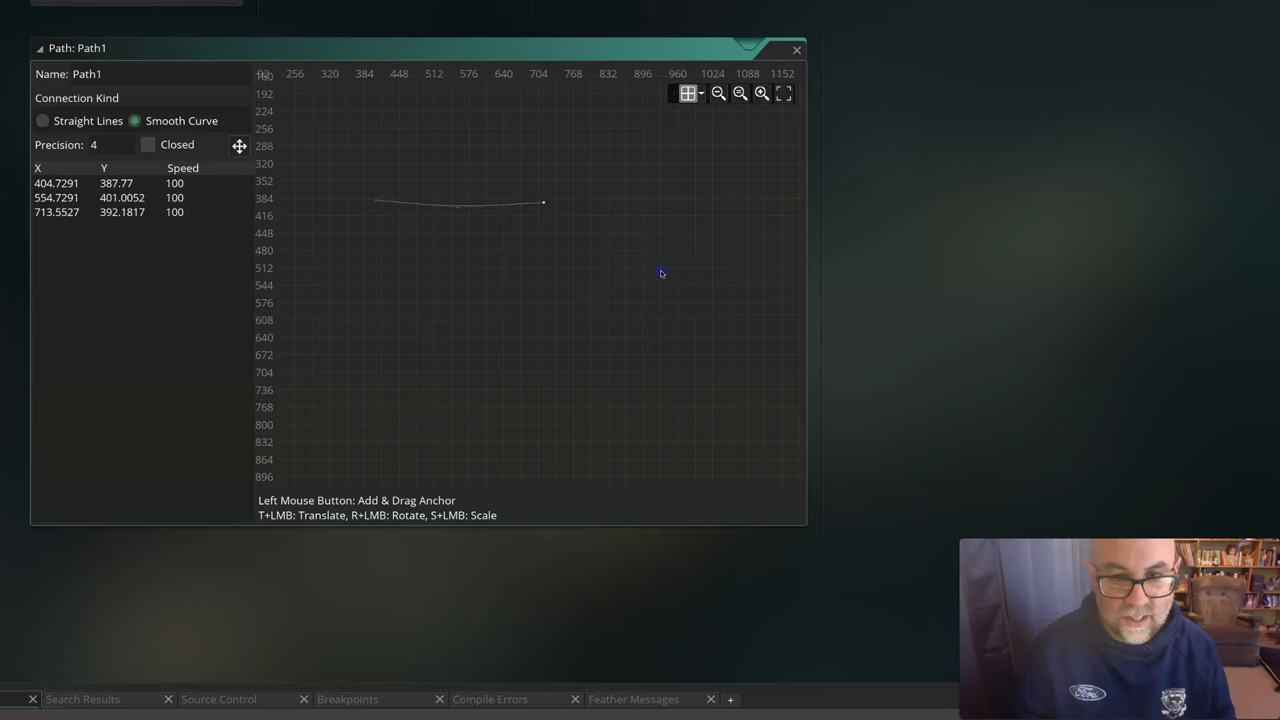 Path: Path1
Name: Path1
256 320 384 448 512 576 640 704 768 832 896 960 1024 1088 1152
160
Connection Kind
192
Straight Lines Smooth Curve
224
256
Precision: 4 Closed
288
X Y Speed
320
404.7291 387.77 100
352
554.7291 401.0052 100
384
713.5527 392.1817 100
416
448
480
512
544
576
608
640
672
704
736
768
800
832
864
896
Left Mouse Button: Add & Drag Anchor
T+LMB: Translate, R+LMB: Rotate, S+LMB: Scale
Search Results Source Control Breakpoints Compile Errors Feather Messages +
Ford